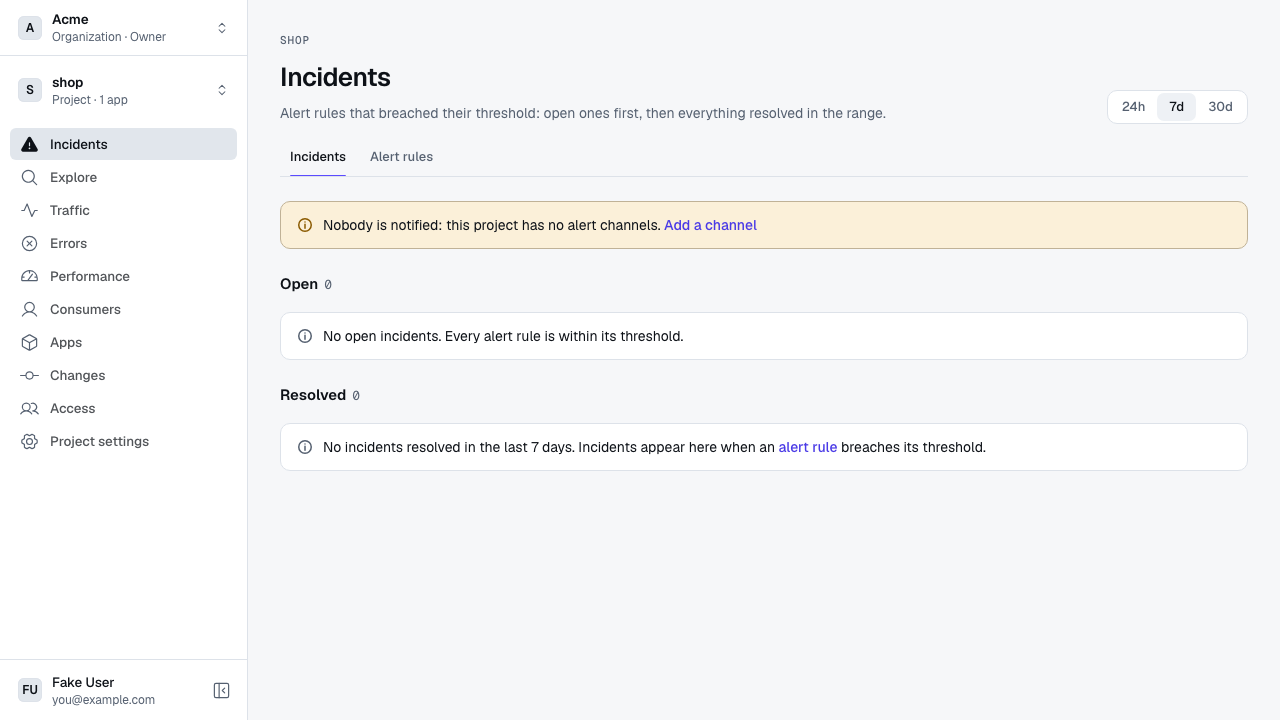 A
Acme
Organization · Owner
S
shop
Project · 1 app
Incidents
Explore
Traffic
Errors
Performance
Consumers
Apps
Changes
Access
Project settings
FU
Fake User
you@example.com
SHOP
Incidents
Alert rules that breached their threshold: open ones first, then everything resolved in the range.
24h 7d 30d
Incidents Alert rules
Nobody is notified: this project has no alert channels. Add a channel
Open 0
No open incidents. Every alert rule is within its threshold.
Resolved 0
No incidents resolved in the last 7 days. Incidents appear here when an alert rule breaches its threshold.